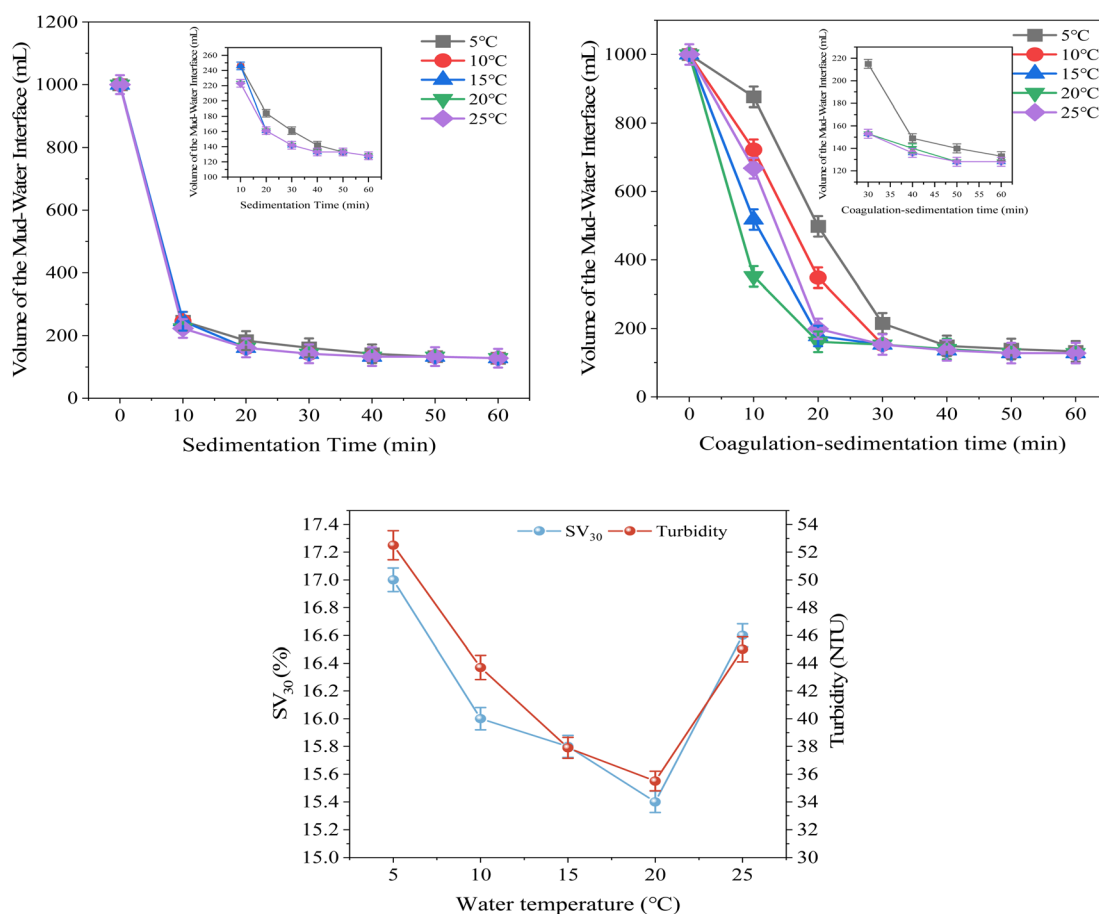 Volume of the Mud-Water Interface (mL)
1200
1000
800
600
400
200
0
0 10 20 30 40 50 60
Sedimentation Time (min)
5°C
10°C
15°C
20°C
25°C
Volume of the Mud-Water Interface (mL)
260
240
220
200
180
160
140
120
100
10 20 30 40 50 60
Sedimentation Time (min)
Volume of the Mud-Water Interface (mL)
1000
800
600
400
200
0
0 10 20 30 40 50 60
Coagulation-sedimentation time (min)
5°C
10°C
15°C
20°C
25°C
Volume of the Mud-Water Interface (mL)
220
210
200
190
180
170
160
150
140
130
120
30 35 40 45 50 55 60
Coagulation-sedimentation time (min)
SV30 (%)
17.4
17.2
17.0
16.8
16.6
16.4
16.2
16.0
15.8
15.6
15.4
15.2
15.0
SV30 Turbidity
54
52
50
48
46
44
42
40
38
36
34
32
30
Turbidity (NTU)
5 10 15 20 25
Water temperature (°C)